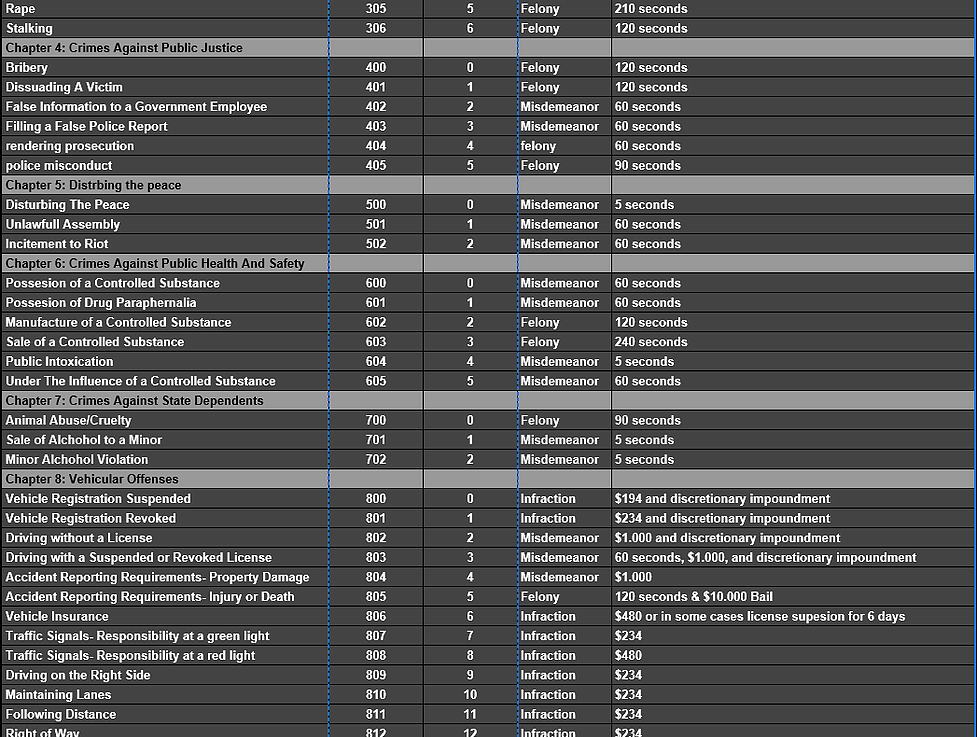 Rape 305 5 Felony 210 seconds
Stalking 306 6 Felony 120 seconds
Chapter 4: Crimes Against Public Justice
Bribery 400 0 Felony 120 seconds
Dissuading A Victim 401 1 Felony 120 seconds
False Information to a Government Employee 402 2 Misdemeanor 60 seconds
Filling a False Police Report 403 3 Misdemeanor 60 seconds
rendering prosecution 404 4 felony 60 seconds
police misconduct 405 5 Felony 90 seconds
Chapter 5: Distrbing the peace
Disturbing The Peace 500 0 Misdemeanor 5 seconds
Unlawfull Assembly 501 1 Misdemeanor 60 seconds
Incitement to Riot 502 2 Misdemeanor 60 seconds
Chapter 6: Crimes Against Public Health And Safety
Possesion of a Controlled Substance 600 0 Misdemeanor 60 seconds
Possesion of Drug Paraphernalia 601 1 Misdemeanor 60 seconds
Manufacture of a Controlled Substance 602 2 Felony 120 seconds
Sale of a Controlled Substance 603 3 Felony 240 seconds
Public Intoxication 604 4 Misdemeanor 5 seconds
Under The Influence of a Controlled Substance 605 5 Misdemeanor 60 seconds
Chapter 7: Crimes Against State Dependents
Animal Abuse/Cruelty 700 0 Felony 90 seconds
Sale of Alchohol to a Minor 701 1 Misdemeanor 5 seconds
Minor Alchohol Violation 702 2 Misdemeanor 5 seconds
Chapter 8: Vehicular Offenses
Vehicle Registration Suspended 800 0 Infraction $194 and discretionary impoundment
Vehicle Registration Revoked 801 1 Infraction $234 and discretionary impoundment
Driving without a License 802 2 Misdemeanor $1.000 and discretionary impoundment
Driving with a Suspended or Revoked License 803 3 Misdemeanor 60 seconds, $1.000, and discretionary impoundment
Accident Reporting Requirements- Property Damage 804 4 Misdemeanor $1.000
Accident Reporting Requirements- Injury or Death 805 5 Felony 120 seconds & $10.000 Bail
Vehicle Insurance 806 6 Infraction $480 or in some cases license supesion for 6 days
Traffic Signals- Responsibility at a green light 807 7 Infraction $234
Traffic Signals- Responsibility at a red light 808 8 Infraction $480
Driving on the Right Side 809 9 Infraction $234
Maintaining Lanes 810 10 Infraction $234
Following Distance 811 11 Infraction $234
Right of Way 812 12 Infraction $234